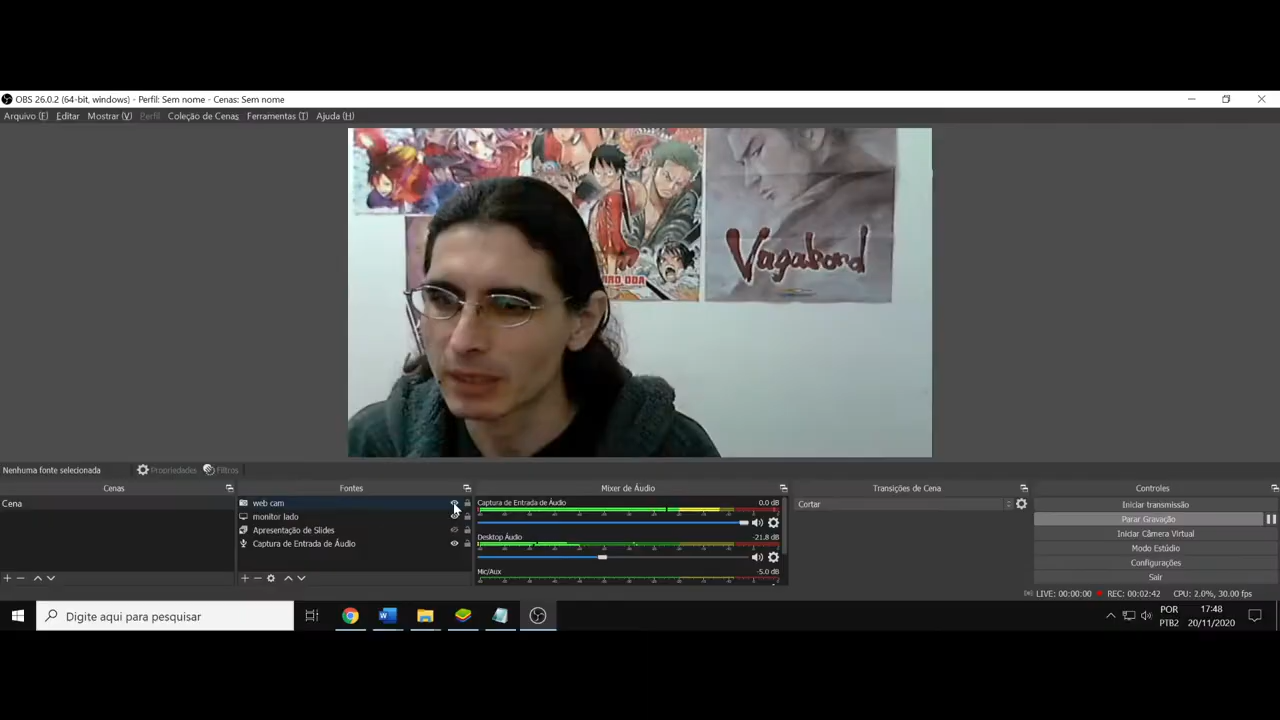 OBS 26.0.2 (64-bit, windows) - Perfil: Sem nome - Cenas: Sem nome
Arquivo (F) Editar Mostrar (V) Perfil Coleção de Cenas Ferramentas (T) Ajuda (H)
Vagabond
ODA
Nenhuma fonte selecionada Propriedades Filtros
Cenas Fontes Mixer de Áudio Transições de Cena Controles
Cena
web cam
monitor lado
Apresentação de Slides
Captura de Entrada de Áudio
Captura de Entrada de Áudio 0.0 dB
Desktop Áudio -21.8 dB
Mic/Aux -5.0 dB
Cortar
Iniciar transmissão
Parar Gravação
Iniciar Câmera Virtual
Modo Estúdio
Configurações
Sair
LIVE: 00:00:00 REC: 00:02:42 CPU: 2.0%, 30.00 fps
Digite aqui para pesquisar
POR
PTB2
17:48
20/11/2020